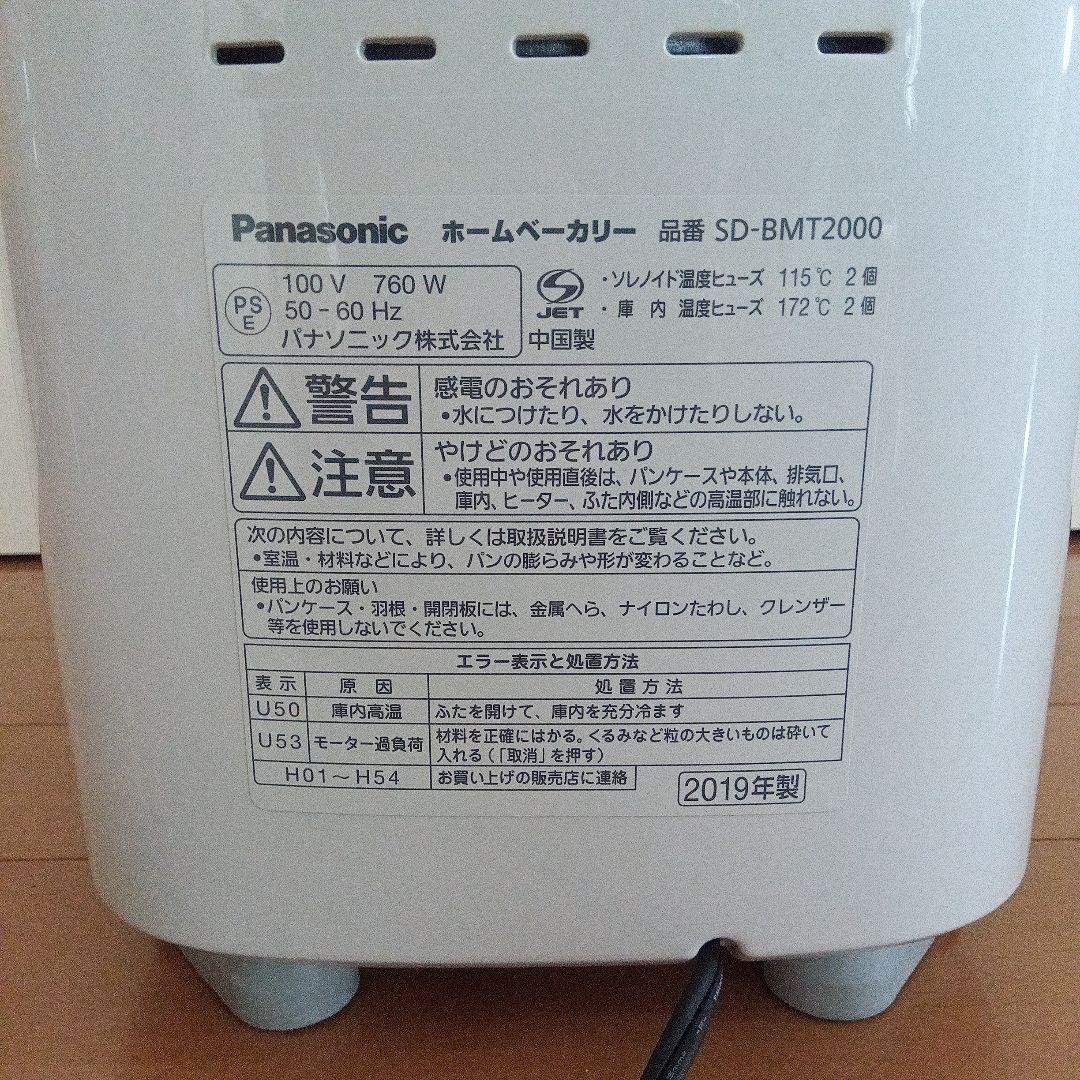 Panasonic ホームベーカリー 品番 SD-BMT2000
PS
E
100 V 760 W
50-60 Hz
パナソニック株式会社
JET
中国製
・ソレノイド温度ヒューズ 115℃ 2個
・庫内 温度ヒューズ 172℃ 2個
警告
感電のおそれあり
•水につけたり、水をかけたりしない。
注意
やけどのおそれあり
•使用中や使用直後は、パンケースや本体、排気口、
庫内、ヒーター、ふた内側などの高温部に触れない。
次の内容について、詳しくは取扱説明書をご覧ください。
•室温・材料などにより、パンの膨らみや形が変わることなど。
使用上のお願い
•パンケース・羽根・開閉板には、金属へら、ナイロンたわし、クレンザー
等を使用しないでください。
エラー表示と処置方法
表示 原因 処置方法
U50 庫内高温 ふたを開けて、庫内を充分冷ます
U53 モーター過負荷 材料を正確にはかる。くるみなど粒の大きいものは砕いて
入れる(「取消」を押す)
H01～H54 お買い上げの販売店に連絡
2019年製